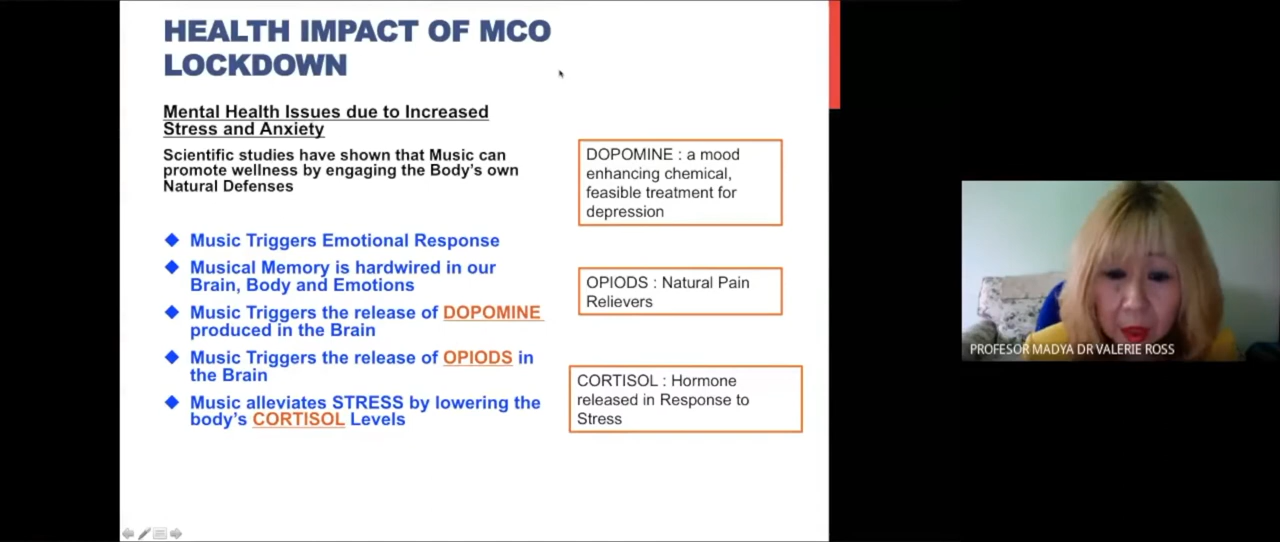 HEALTH IMPACT OF MCO
LOCKDOWN
Mental Health Issues due to Increased
Stress and Anxiety
Scientific studies have shown that Music can
promote wellness by engaging the Body's own
Natural Defenses
Music Triggers Emotional Response
Musical Memory is hardwired in our
Brain, Body and Emotions
Music Triggers the release of DOPOMINE
produced in the Brain
Music Triggers the release of OPIODS in
the Brain
Music alleviates STRESS by lowering the
body's CORTISOL Levels
DOPOMINE : a mood
enhancing chemical,
feasible treatment for
depression
OPIODS : Natural Pain
Relievers
CORTISOL : Hormone
released in Response to
Stress
PROFESOR MADYA DR VALERIE ROSS